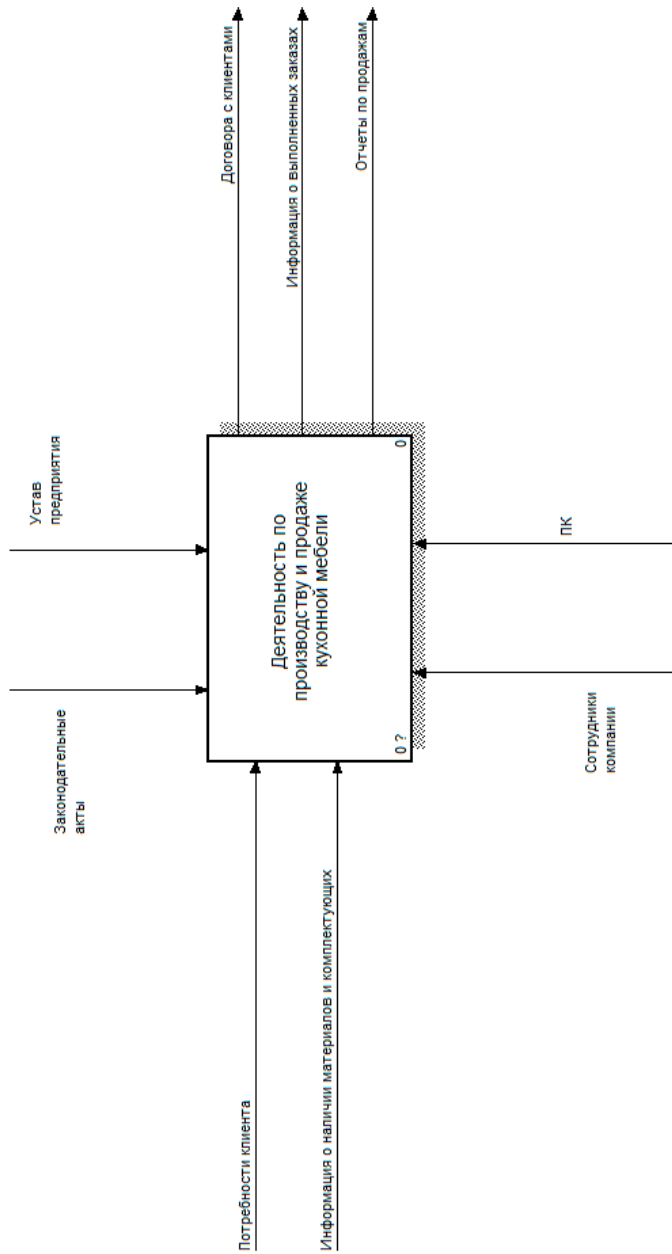 Законодательные
акты
Устав
предприятия
Потребности клиента
Информация о наличии материалов и комплектующих
Деятельность по
производству и продаже
кухонной мебели
0 ?
0
Договора с клиентами
Информация о выполненных заказах
Отчеты по продажам
Сотрудники
компании
ПК